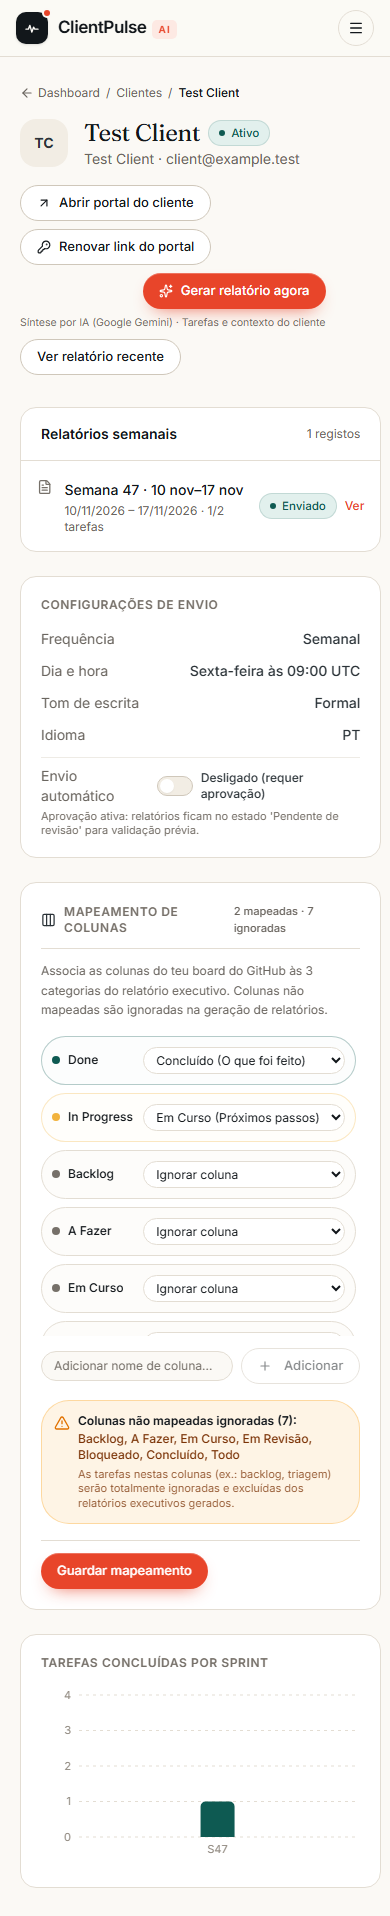 ClientPulse AI
Dashboard / Clientes / Test Client
TC
Test Client
Ativo
Test Client · client@example.test
Abrir portal do cliente
Renovar link do portal
Gerar relatório agora
Síntese por IA (Google Gemini) · Tarefas e contexto do cliente
Ver relatório recente
Relatórios semanais
1 registos
Semana 47 · 10 nov–17 nov
10/11/2026 – 17/11/2026 · 1/2
tarefas
Enviado
Ver
CONFIGURAÇÕES DE ENVIO
Frequência
Semanal
Dia e hora
Sexta-feira às 09:00 UTC
Tom de escrita
Formal
Idioma
PT
Envio
automático
Desligado (requer
aprovação)
Aprovação ativa: relatórios ficam no estado 'Pendente de
revisão' para validação prévia.
MAPEAMENTO DE
COLUNAS
2 mapeadas · 7
ignoradas
Associa as colunas do teu board do GitHub às 3
categorias do relatório executivo. Colunas não
mapeadas são ignoradas na geração de relatórios.
Done
Concluído (O que foi feito)
In Progress
Em Curso (Próximos passos)
Backlog
Ignorar coluna
A Fazer
Ignorar coluna
Em Curso
Ignorar coluna
Adicionar nome de coluna...
+ Adicionar
Colunas não mapeadas ignoradas (7):
Backlog, A Fazer, Em Curso, Em Revisão,
Bloqueado, Concluído, Todo
As tarefas nestas colunas (ex.: backlog, triagem)
serão totalmente ignoradas e excluídas dos
relatórios executivos gerados.
Guardar mapeamento
TAREFAS CONCLUÍDAS POR SPRINT
4
3
2
1
0
S47